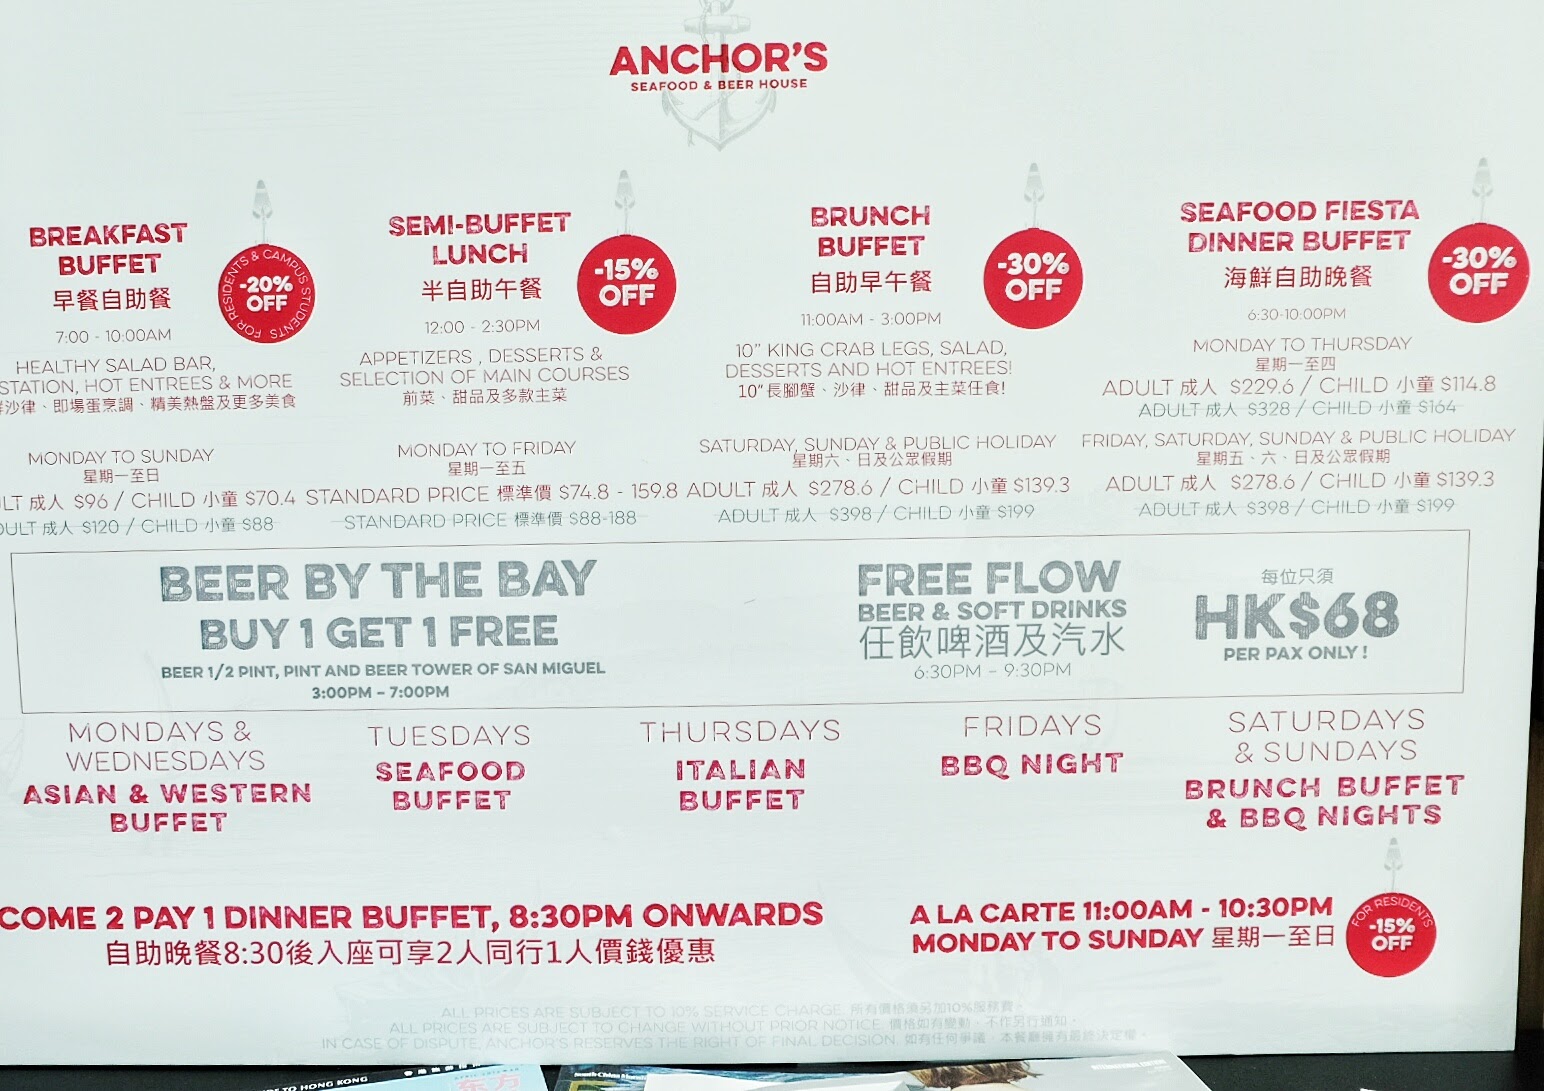 ANCHOR'S
SEAFOOD & BEER HOUSE
BREAKFAST
BUFFET
早餐自助餐
7:00 - 10:00AM
FOR RESIDENTS & CAMPUS STUDENTS
-20%
OFF
HEALTHY SALAD BAR,
STATION, HOT ENTREES & MORE
沙律、即場蛋烹調、精美熱盤及更多美食
MONDAY TO SUNDAY
星期一至日
LT 成人 $96 / CHILD 小童 $70.4
DULT 成人 $120 / CHILD 小童 $88
SEMI-BUFFET
LUNCH
半自助午餐
12:00 - 2:30PM
-15%
OFF
APPETIZERS , DESSERTS &
SELECTION OF MAIN COURSES
前菜、甜品及多款主菜
MONDAY TO FRIDAY
星期一至五
STANDARD PRICE 標準價 $74.8 - 159.8
STANDARD PRICE 標準價 $88-188
BRUNCH
BUFFET
自助早午餐
11:00AM - 3:00PM
-30%
OFF
10" KING CRAB LEGS, SALAD,
DESSERTS AND HOT ENTREES!
10"長腳蟹、沙律、甜品及主菜任食!
SATURDAY, SUNDAY & PUBLIC HOLIDAY
星期六、日及公眾假期
ADULT 成人 $278.6 / CHILD 小童 $139.3
ADULT 成人 $398 / CHILD 小童 $199
SEAFOOD FIESTA
DINNER BUFFET
海鮮自助晚餐
6:30-10:00PM
-30%
OFF
MONDAY TO THURSDAY
星期一至四
ADULT 成人 $229.6 / CHILD 小童 $114.8
ADULT 成人 $328 / CHILD 小童 $164
FRIDAY, SATURDAY, SUNDAY & PUBLIC HOLIDAY
星期五、六、日及公眾假期
ADULT 成人 $278.6 / CHILD 小童 $139.3
ADULT 成人 $398 / CHILD 小童 $199
BEER BY THE BAY
BUY 1 GET 1 FREE
BEER 1/2 PINT, PINT AND BEER TOWER OF SAN MIGUEL
3:00PM – 7:00PM
FREE FLOW
BEER & SOFT DRINKS
任飲啤酒及汽水
6:30PM – 9:30PM
每位只須
HK$68
PER PAX ONLY !
MONDAYS &
WEDNESDAYS
ASIAN & WESTERN
BUFFET
TUESDAYS
SEAFOOD
BUFFET
THURSDAYS
ITALIAN
BUFFET
FRIDAYS
BBQ NIGHT
SATURDAYS
& SUNDAYS
BRUNCH BUFFET
& BBQ NIGHTS
COME 2 PAY 1 DINNER BUFFET, 8:30PM ONWARDS
自助晚餐8:30後入座可享2人同行1人價錢優惠
A LA CARTE 11:00AM - 10:30PM
MONDAY TO SUNDAY 星期一至日
FOR RESIDENTS
-15%
OFF
ALL PRICES ARE SUBJECT TO 10% SERVICE CHARGE. 所有價格須另加10%服務費。
ALL PRICES ARE SUBJECT TO CHANGE WITHOUT PRIOR NOTICE. 價格如有變動，不作另行通知。
IN CASE OF DISPUTE, ANCHOR'S RESERVES THE RIGHT OF FINAL DECISION. 如有任何爭議，本餐廳擁有最終決定權。
TO HONG KONG
东方
South China